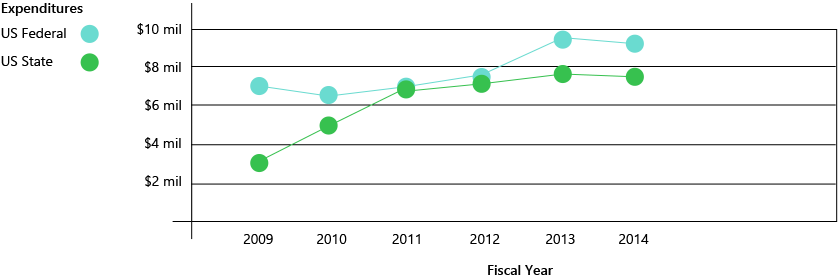 Expenditures
US Federal
US State
$10 mil
$8 mil
$6 mil
$4 mil
$2 mil
2009 2010 2011 2012 2013 2014
Fiscal Year